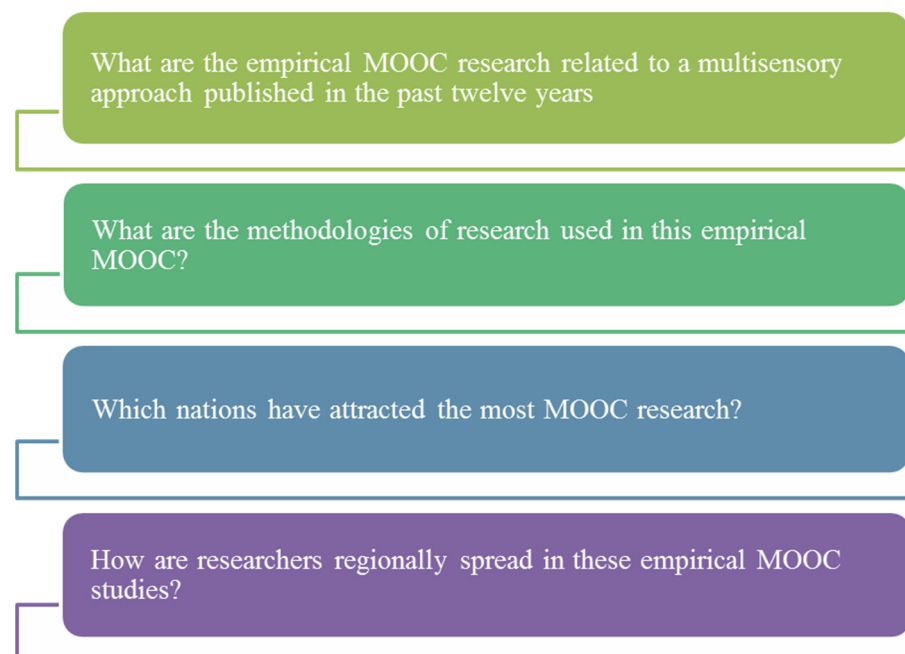 What are the empirical MOOC research related to a multisensory
approach published in the past twelve years
What are the methodologies of research used in this empirical
MOOC?
Which nations have attracted the most MOOC research?
How are researchers regionally spread in these empirical MOOC
studies?